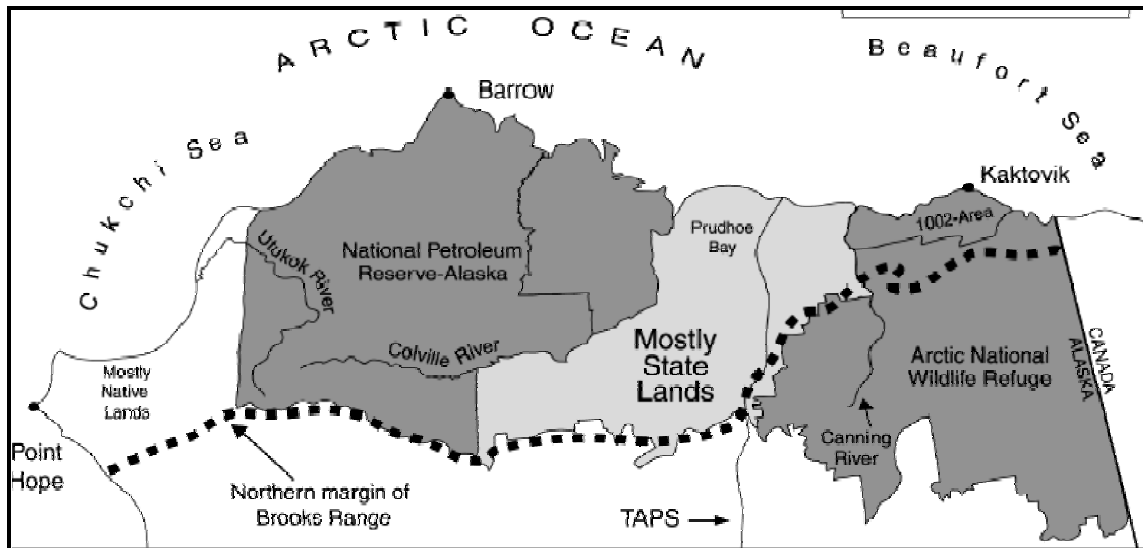 ARCTIC OCEAN
Beaufort Sea
Chukchi Sea
Barrow
Kaktovik
1002-Area
Prudhoe
Bay
Utukok River
National Petroleum
Reserve-Alaska
Colville River
Mostly
State
Lands
Arctic National
Wildlife Refuge
CANADA
ALASKA
Mostly
Native
Lands
Point
Hope
Canning
River
Northern margin of
Brooks Range
TAPS